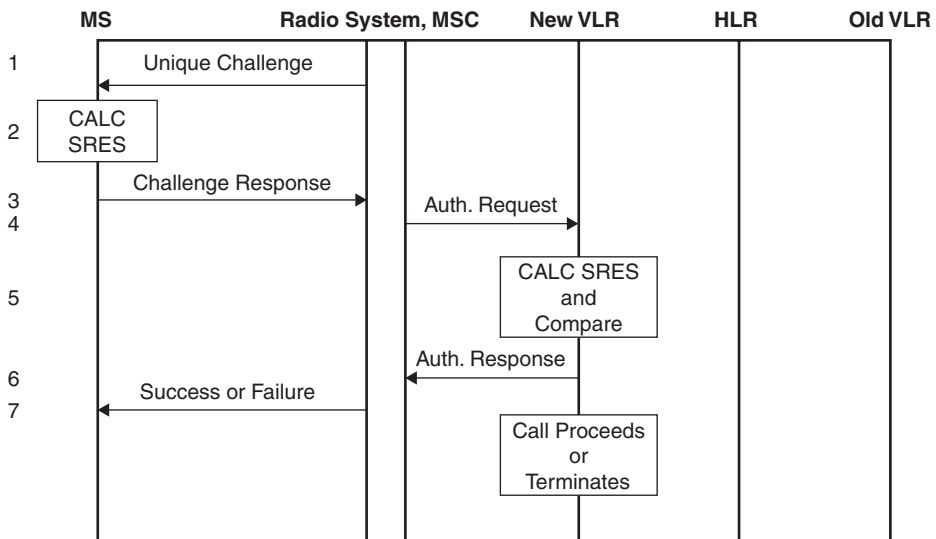 MS Radio System, MSC New VLR HLR Old VLR
1 Unique Challenge
2 CALC
SRES
3 Challenge Response
4 Auth. Request
5 CALC SRES
and
Compare
6 Auth. Response
7 Success or Failure
Call Proceeds
or
Terminates